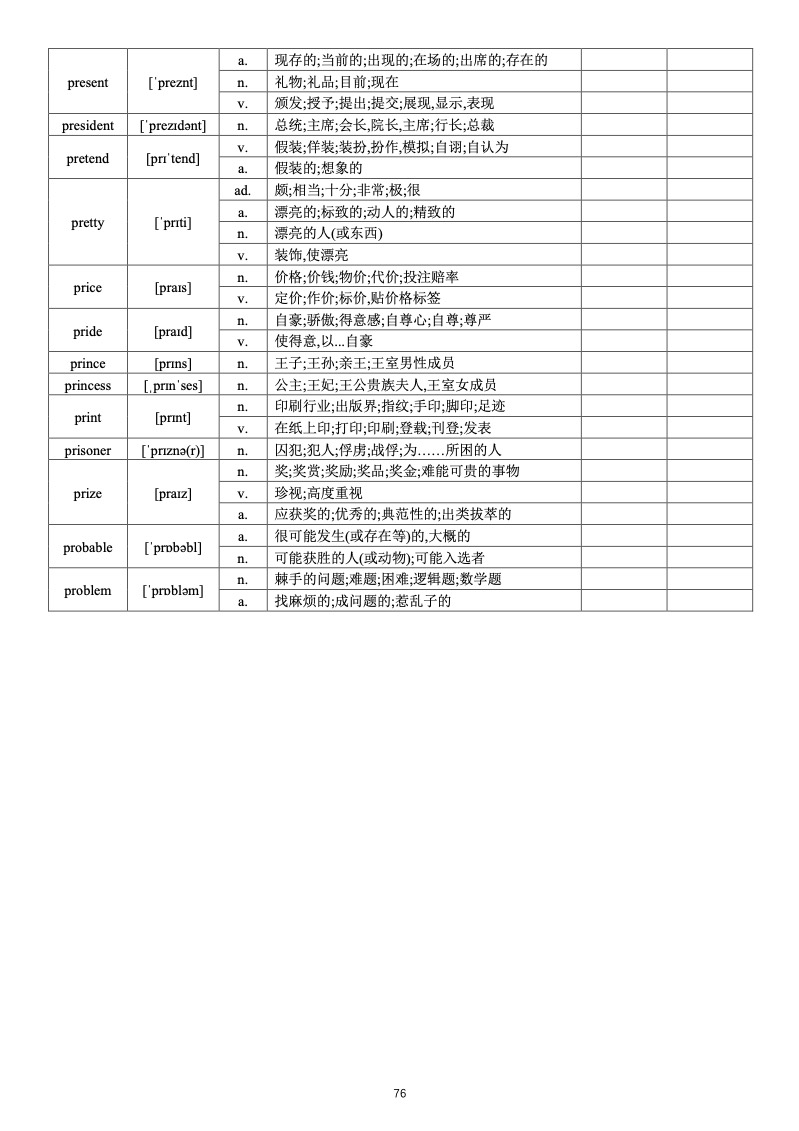 present [ˈpreznt] a. 现存的;当前的;出现的;在场的;出席的;存在的
n. 礼物;礼品;目前;现在
v. 颁发;授予;提出;提交;展现,显示,表现
president [ˈprezɪdənt] n. 总统;主席;会长,院长,主席;行长;总裁
pretend [prɪˈtend] v. 假装;佯装;装扮,扮作,模拟;自诩;自认为
a. 假装的;想象的
pretty [ˈprɪti] ad. 颇;相当;十分;非常;极;很
a. 漂亮的;标致的;动人的;精致的
n. 漂亮的人(或东西)
v. 装饰,使漂亮
price [praɪs] n. 价格;价钱;物价;代价;投注赔率
v. 定价;作价;标价,贴价格标签
pride [praɪd] n. 自豪;骄傲;得意感;自尊心;自尊;尊严
v. 使得意,以...自豪
prince [prɪns] n. 王子;王孙;亲王;王室男性成员
princess [ˌprɪnˈses] n. 公主;王妃;王公贵族夫人,王室女成员
print [prɪnt] n. 印刷行业;出版界;指纹;手印;脚印;足迹
v. 在纸上印;打印;印刷;登载;刊登;发表
prisoner [ˈprɪznə(r)] n. 囚犯;犯人;俘虏;战俘;为……所困的人
prize [praɪz] n. 奖;奖赏;奖励;奖品;奖金;难能可贵的事物
v. 珍视;高度重视
a. 应获奖的;优秀的;典范性的;出类拔萃的
probable [ˈprɒbəbl] a. 很可能发生(或存在等)的,大概的
n. 可能获胜的人(或动物);可能入选者
problem [ˈprɒbləm] n. 棘手的问题;难题;困难;逻辑题;数学题
a. 找麻烦的;成问题的;惹乱子的
76